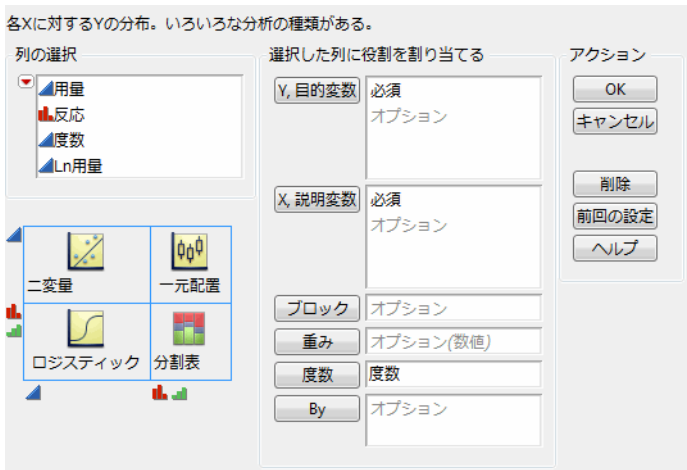 各Xに対するYの分布。いろいろな分析の種類がある。
列の選択
用量
反応
度数
Ln用量
二変量
一元配置
ロジスティック
分割表
選択した列に役割を割り当てる
Y, 目的変数
必須
オプション
X, 説明変数
必須
オプション
ブロック
オプション
重み
オプション(数値)
度数
度数
By
オプション
アクション
OK
キャンセル
削除
前回の設定
ヘルプ